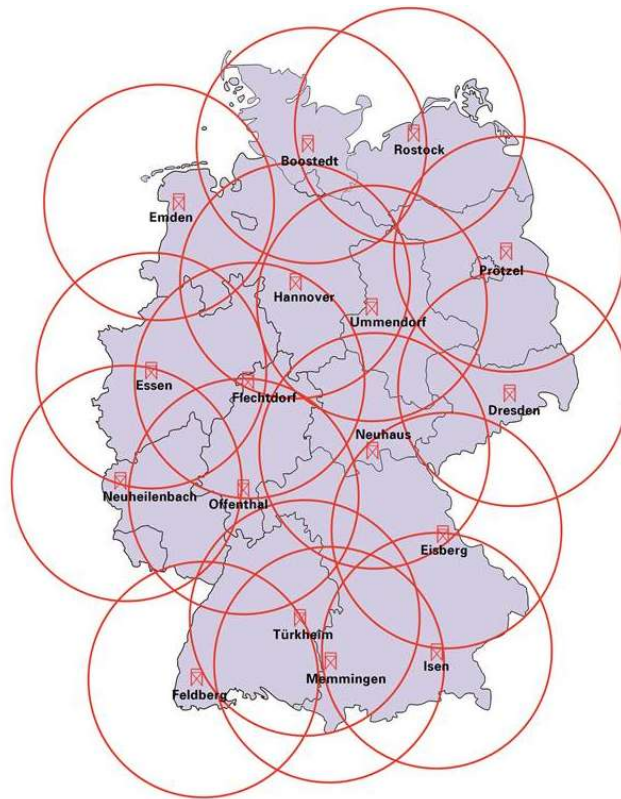 Rostock
Boostedt
Emden
Prötzel
Hannover
Ummendorf
Essen
Flechtdorf
Dresden
Neuhaus
Neuheilenbach
Offenthal
Eisberg
Türkheim
Isen
Memmingen
Feldberg